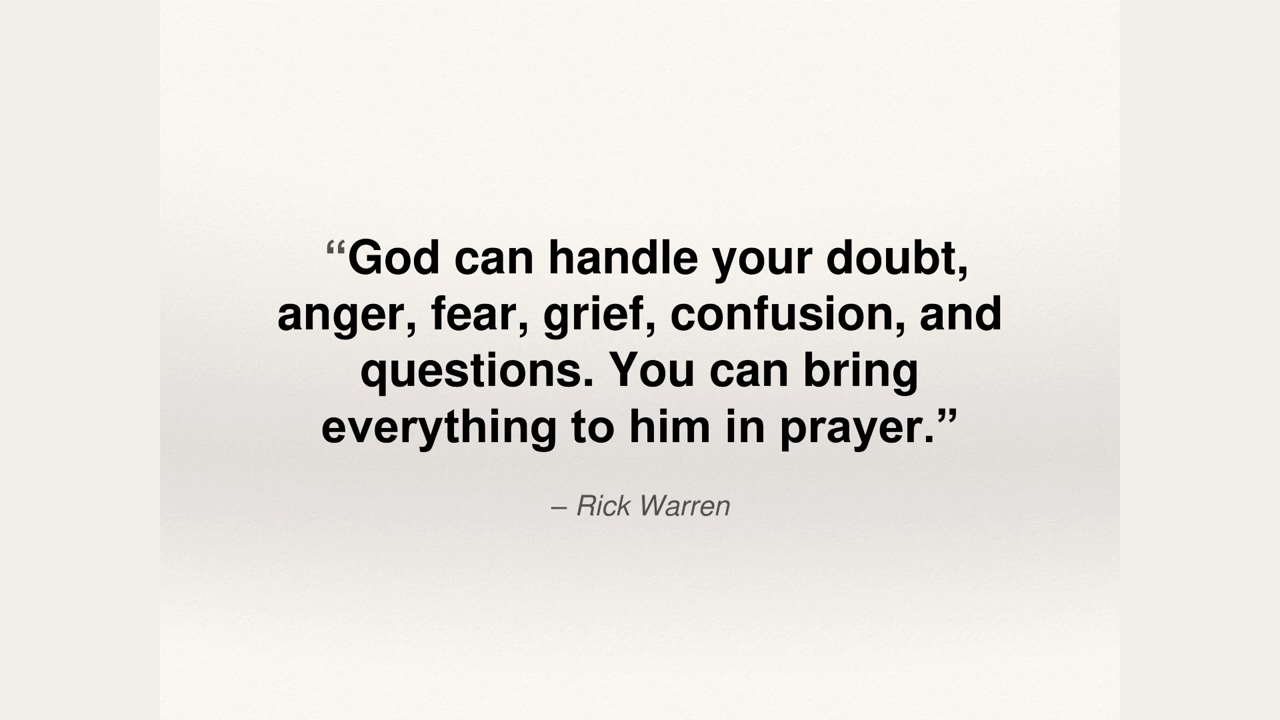 “God can handle your doubt,
anger, fear, grief, confusion, and
questions. You can bring
everything to him in prayer.”
– Rick Warren